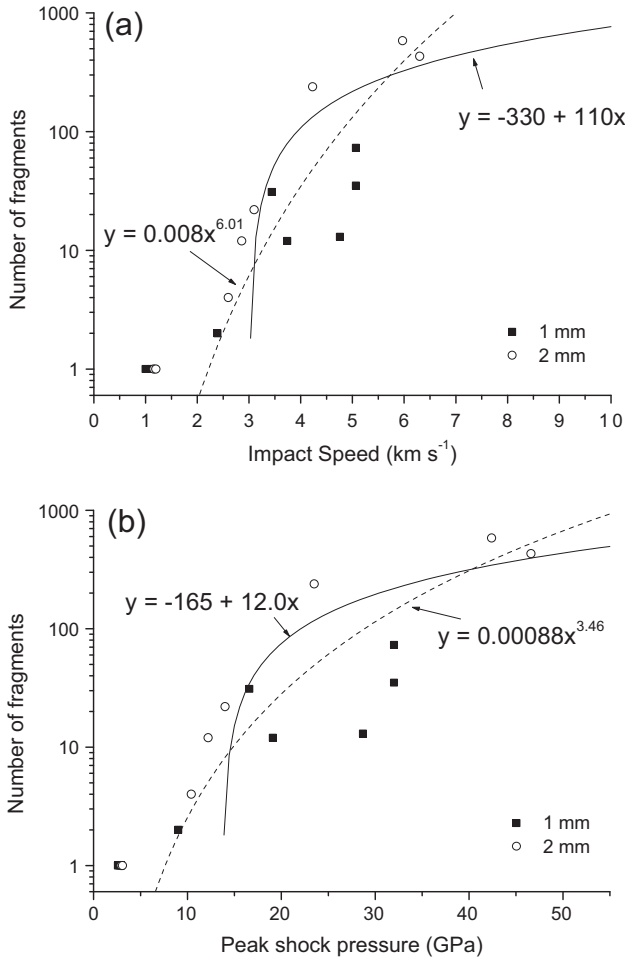 (a)
1000
100
10
1
Number of fragments
y = -330 + 110x
y = 0.008x^6.01
1 mm
2 mm
0 1 2 3 4 5 6 7 8 9 10
Impact Speed (km s^-1)
(b)
1000
100
10
1
Number of fragments
y = -165 + 12.0x
y = 0.00088x^3.46
1 mm
2 mm
0 10 20 30 40 50
Peak shock pressure (GPa)